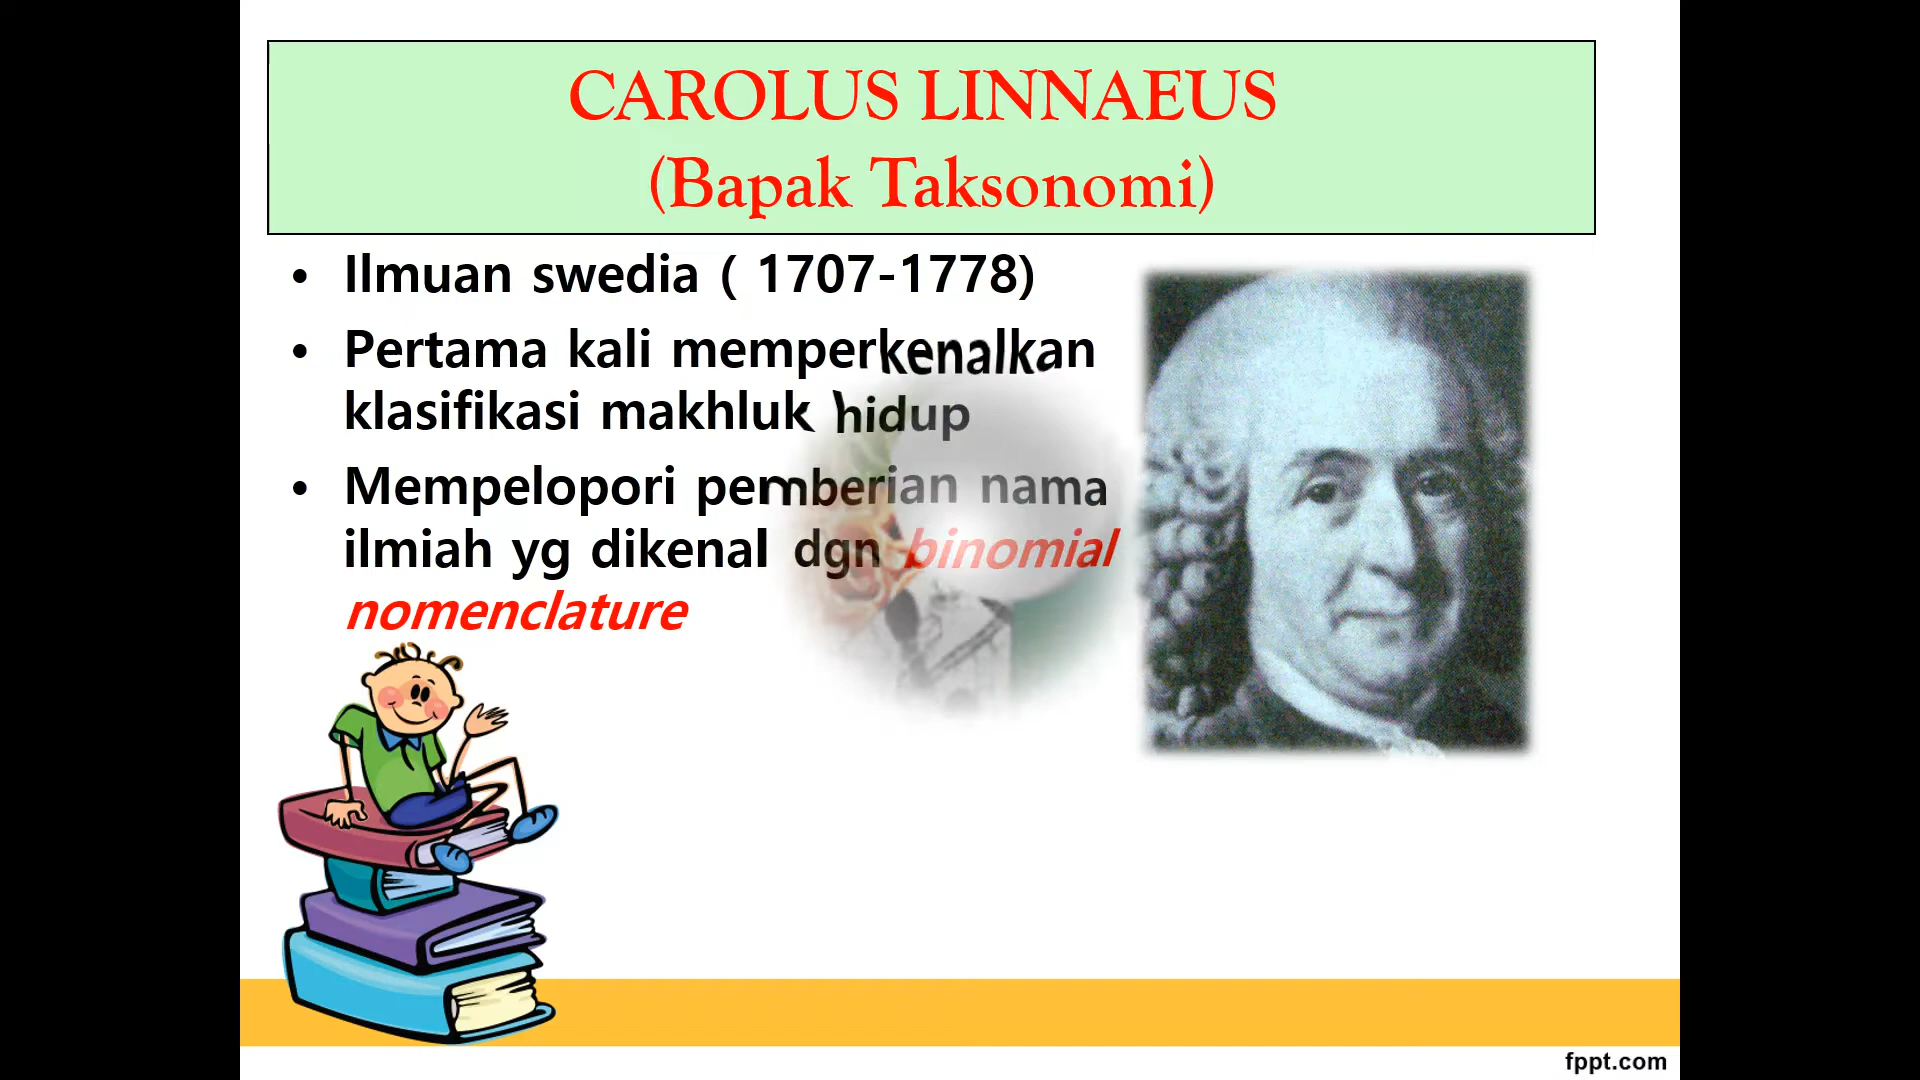 CAROLUS LINNAEUS
(Bapak Taksonomi)
• Ilmuan swedia ( 1707-1778)
• Pertama kali memperkenalkan
klasifikasi makhluk hidup
• Mempelopori pemberian nama
ilmiah yg dikenal dgn binomial
nomenclature
fppt.com